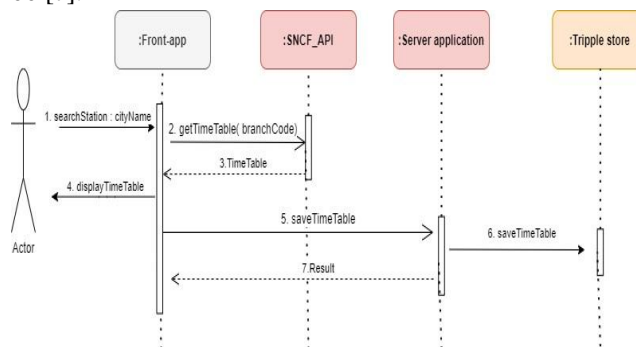 :Front-app
:SNCF_API
:Server application
:Tripple store
1. searchStation : cityName
2. getTimeTable( branchCode)
3.TimeTable
4. displayTimeTable
5. saveTimeTable
6. saveTimeTable
7.Result
Actor